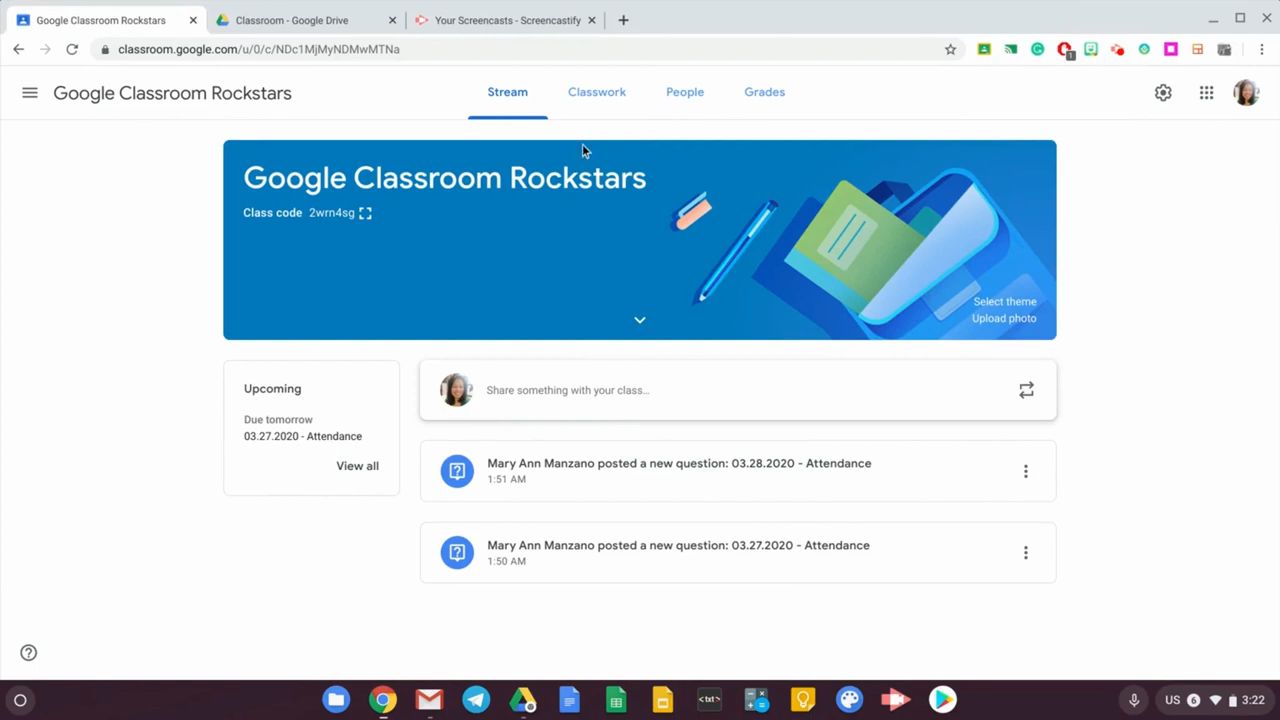 Google Classroom Rockstars
Classroom - Google Drive
Your Screencasts - Screencastify
classroom.google.com/u/0/c/NDc1MjMyNDMwMTNa
1
Google Classroom Rockstars
Stream
Classwork
People
Grades
Google Classroom Rockstars
Class code 2wrn4sg
Select theme
Upload photo
Upcoming
Due tomorrow
03.27.2020 - Attendance
View all
Share something with your class...
Mary Ann Manzano posted a new question: 03.28.2020 - Attendance
1:51 AM
Mary Ann Manzano posted a new question: 03.27.2020 - Attendance
1:50 AM
<txt>
US 6 3:22